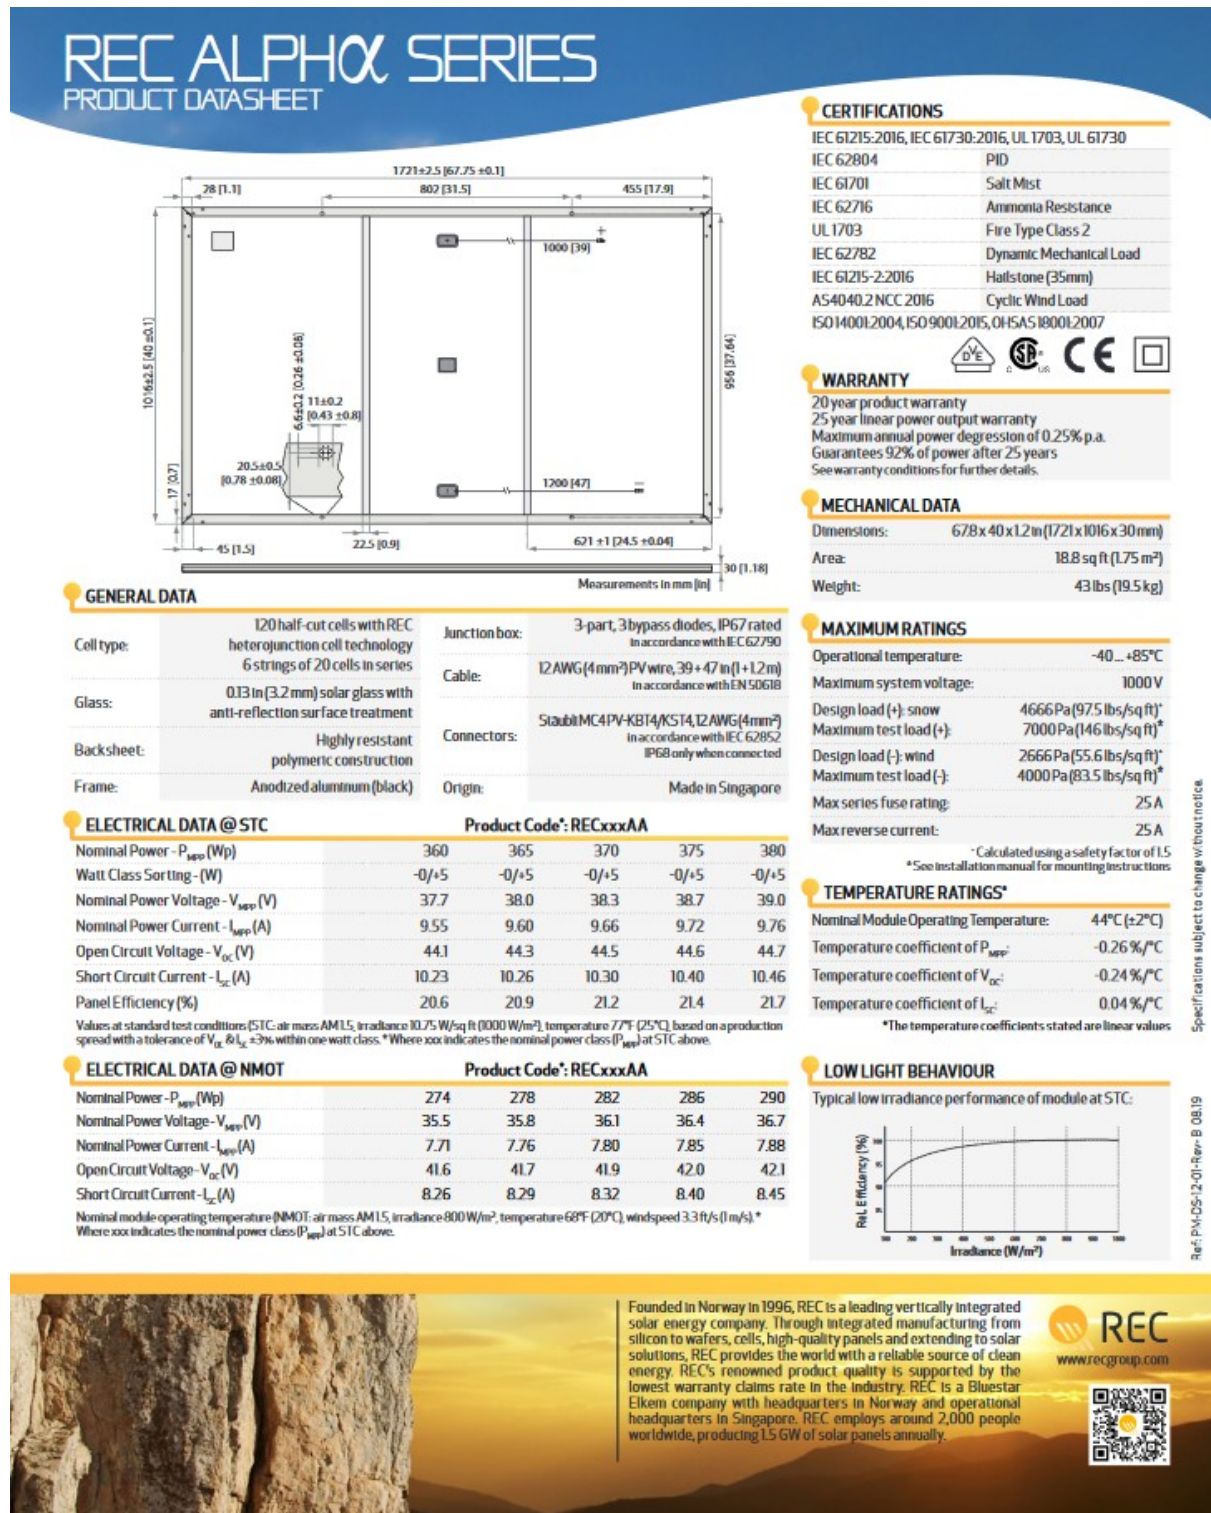 REC ALPHα SERIES
PRODUCT DATASHEET
1721±2.5 [67.75 ±0.1]
28 [1.1]
802 [31.5]
455 [17.9]
+
1000 [39]
1016±2.5 [40 ±0.1]
6.6±0.2 [0.26 ±0.08]
11±0.2
[0.43 ±0.8]
956 [37.64]
20.5±0.5
[0.78 ±0.08]
17 [0.7]
1200 [47]
45 [1.5]
22.5 [0.9]
621 ±1 [24.5 ±0.04]
30 [1.18]
Measurements in mm [in]
CERTIFICATIONS
IEC 61215:2016, IEC 61730:2016, UL 1703, UL 61730
IEC 62804 PID
IEC 61701 Salt Mist
IEC 62716 Ammonia Resistance
UL 1703 Fire Type Class 2
IEC 62782 Dynamic Mechanical Load
IEC 61215-2:2016 Hailstone (35mm)
AS4040.2 NCC 2016 Cyclic Wind Load
ISO 14001:2004, ISO 9001:2015, OHSAS 18001:2007
DVE SA C US CE
WARRANTY
20 year product warranty
25 year linear power output warranty
Maximum annual power degression of 0.25% p.a.
Guarantees 92% of power after 25 years
See warranty conditions for further details.
MECHANICAL DATA
Dimensions: 67.8 x 40 x 1.2 in (1721 x 1016 x 30 mm)
Area: 18.8 sq ft (1.75 m²)
Weight: 43 lbs (19.5 kg)
GENERAL DATA
Cell type: 120 half-cut cells with REC
heterojunction cell technology
6 strings of 20 cells in series
Glass: 0.13 in (3.2 mm) solar glass with
anti-reflection surface treatment
Backsheet: Highly resistant
polymeric construction
Frame: Anodized aluminum (black)
Junction box: 3-part, 3 bypass diodes, IP67 rated
in accordance with IEC 62790
Cable: 12 AWG (4 mm²) PV wire, 39 + 47 in (1 + 1.2 m)
in accordance with EN 50618
Connectors: Staubli MC4 PV-KBT4/KST4, 12 AWG (4mm²)
in accordance with IEC 62852
IP68 only when connected
Origin: Made in Singapore
MAXIMUM RATINGS
Operational temperature: -40 ... +85°C
Maximum system voltage: 1000 V
Design load (+): snow 4666 Pa (97.5 lbs/sq ft)⁺
Maximum test load (+): 7000 Pa (146 lbs/sq ft)*
Design load (-): wind 2666 Pa (55.6 lbs/sq ft)⁺
Maximum test load (-): 4000 Pa (83.5 lbs/sq ft)*
Max series fuse rating: 25 A
Max reverse current: 25 A
⁺ Calculated using a safety factor of 1.5
* See installation manual for mounting instructions
ELECTRICAL DATA @ STC Product Code*: RECxxxAA
Nominal Power - PMPP (Wp) 360 365 370 375 380
Watt Class Sorting - (W) -0/+5 -0/+5 -0/+5 -0/+5 -0/+5
Nominal Power Voltage - VMPP (V) 37.7 38.0 38.3 38.7 39.0
Nominal Power Current - IMPP (A) 9.55 9.60 9.66 9.72 9.76
Open Circuit Voltage - VOC (V) 44.1 44.3 44.5 44.6 44.7
Short Circuit Current - ISC (A) 10.23 10.26 10.30 10.40 10.46
Panel Efficiency (%) 20.6 20.9 21.2 21.4 21.7
Values at standard test conditions (STC: air mass AM 1.5, irradiance 10.75 W/sq ft (1000 W/m²), temperature 77°F (25°C), based on a production
spread with a tolerance of VOC & ISC ±3% within one watt class. * Where xxx indicates the nominal power class (PMPP) at STC above.
TEMPERATURE RATINGS*
Nominal Module Operating Temperature: 44°C (±2°C)
Temperature coefficient of PMPP: -0.26 %/°C
Temperature coefficient of VOC: -0.24 %/°C
Temperature coefficient of ISC: 0.04 %/°C
*The temperature coefficients stated are linear values
ELECTRICAL DATA @ NMOT Product Code*: RECxxxAA
Nominal Power - PMPP (Wp) 274 278 282 286 290
Nominal Power Voltage - VMPP (V) 35.5 35.8 36.1 36.4 36.7
Nominal Power Current - IMPP (A) 7.71 7.76 7.80 7.85 7.88
Open Circuit Voltage - VOC (V) 41.6 41.7 41.9 42.0 42.1
Short Circuit Current - ISC (A) 8.26 8.29 8.32 8.40 8.45
Nominal module operating temperature (NMOT: air mass AM 1.5, irradiance 800 W/m², temperature 68°F (20°C), windspeed 3.3 ft/s (1 m/s). *
Where xxx indicates the nominal power class (PMPP) at STC above.
LOW LIGHT BEHAVIOUR
Typical low irradiance performance of module at STC:
Rel. Efficiency (%)
Irradiance (W/m²)
Specifications subject to change without notice.
Ref: PM-DS-12-01-Rev- B 08.19
Founded in Norway in 1996, REC is a leading vertically integrated
solar energy company. Through integrated manufacturing from
silicon to wafers, cells, high-quality panels and extending to solar
solutions, REC provides the world with a reliable source of clean
energy. REC's renowned product quality is supported by the
lowest warranty claims rate in the industry. REC is a Bluestar
Elkem company with headquarters in Norway and operational
headquarters in Singapore. REC employs around 2,000 people
worldwide, producing 1.5 GW of solar panels annually.
REC
www.recgroup.com